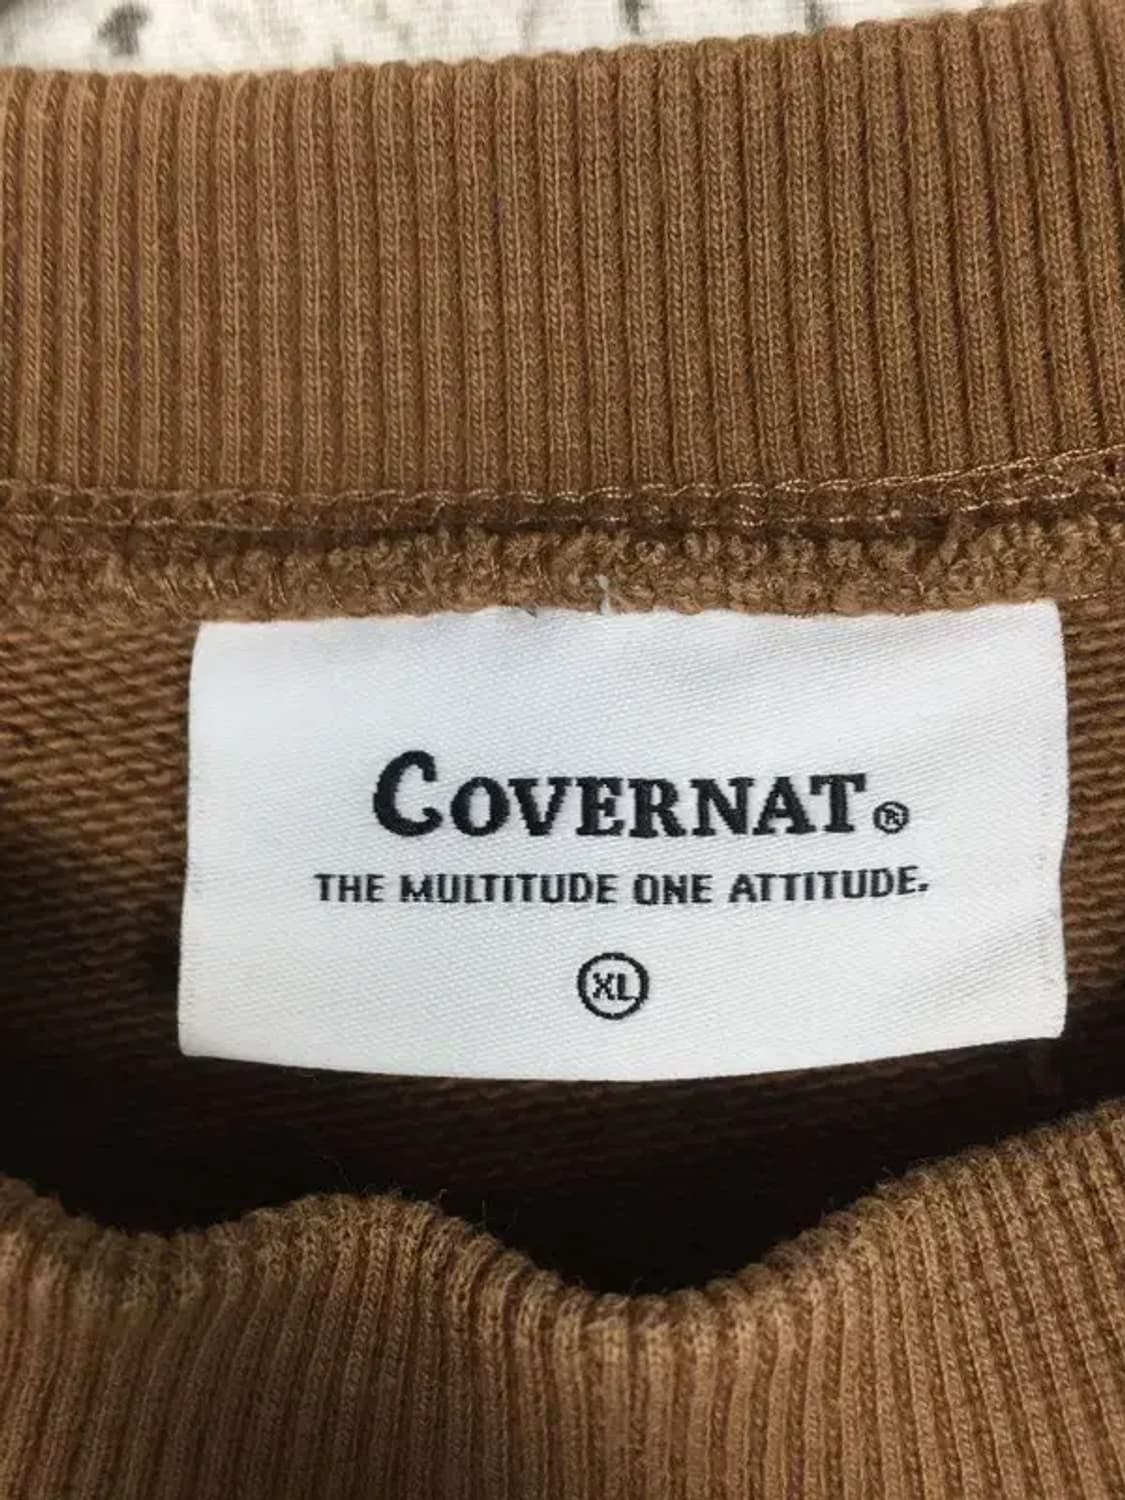 COVERNAT®
THE MULTITUDE ONE ATTITUDE.
XL